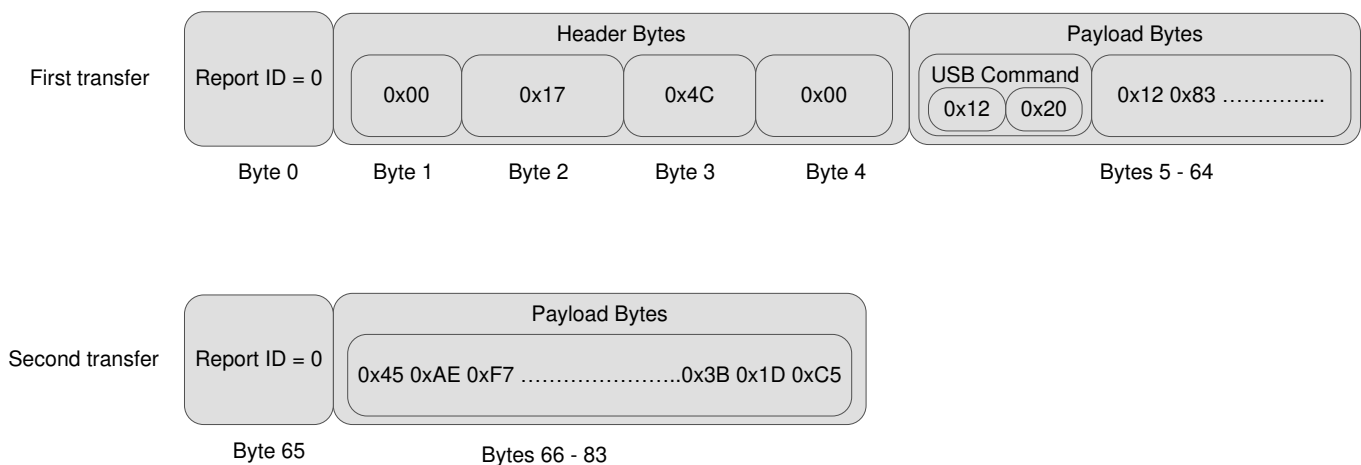 Header Bytes
Payload Bytes
First transfer
Report ID = 0
USB Command
0x00
0x17
0x4C
0x00
0x12
0x20
0x12 0x83 …………...
Byte 0
Byte 1
Byte 2
Byte 3
Byte 4
Bytes 5 - 64
Payload Bytes
Second transfer
Report ID = 0
0x45 0xAE 0xF7 …………………..0x3B 0x1D 0xC5
Byte 65
Bytes 66 - 83